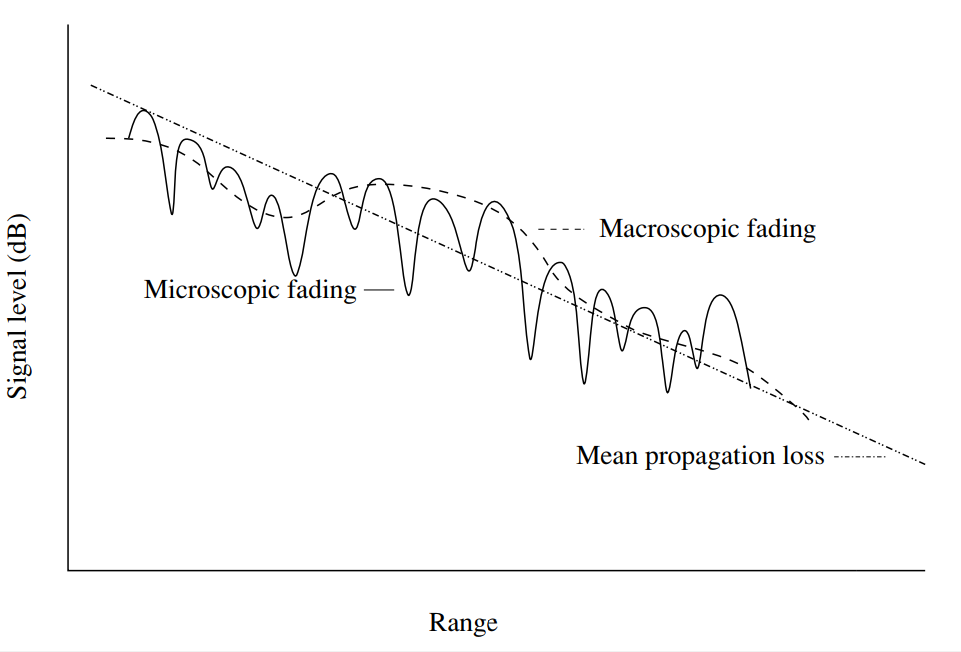 Macroscopic fading
Microscopic fading
Signal level (dB)
Mean propagation loss
Range